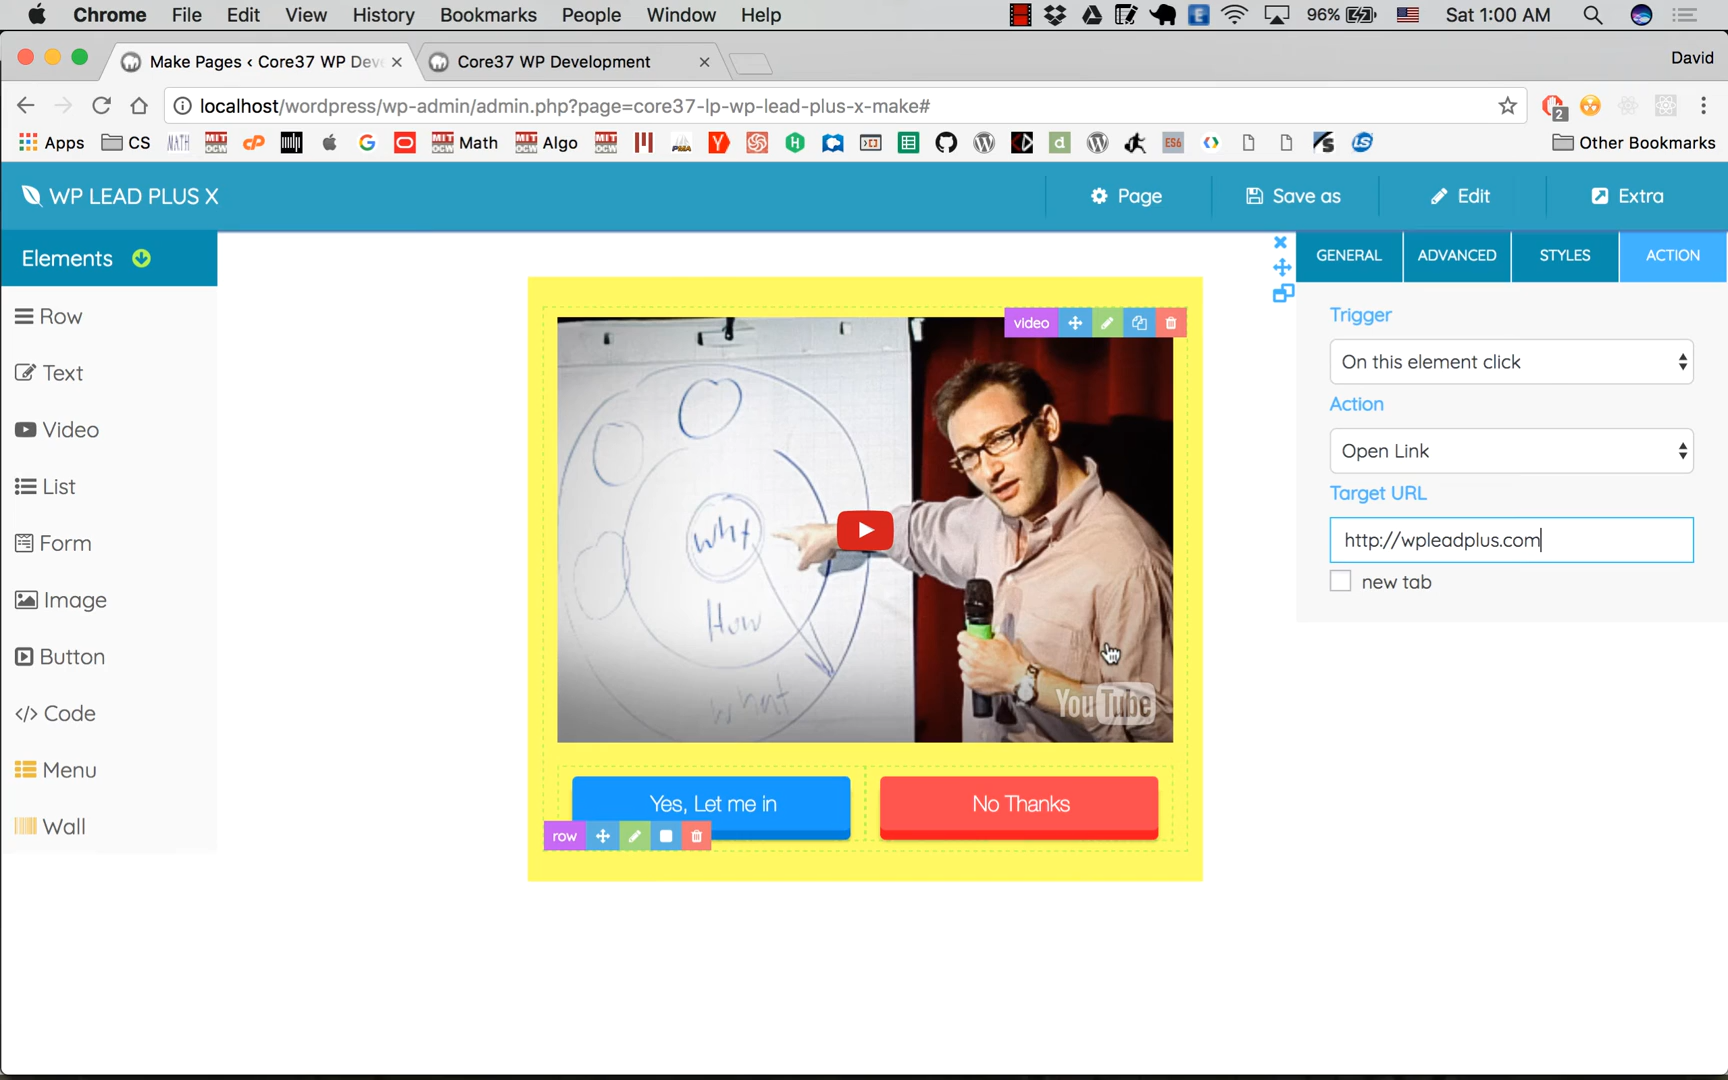 Chrome File Edit View History Bookmarks People Window Help 96% Sat 1:00 AM
Make Pages ‹ Core37 WP Dev
Core37 WP Development
David
localhost/wordpress/wp-admin/admin.php?page=core37-lp-wp-lead-plus-x-make#
2
Apps CS MATH Math Algo ES6 Other Bookmarks
WP LEAD PLUS X
Page
Save as
Edit
Extra
Elements
Row
Text
Video
List
Form
Image
Button
Code
Menu
Wall
video
why
How
what
YouTube
Yes, Let me in
No Thanks
row
GENERAL ADVANCED STYLES ACTION
Trigger
On this element click
Action
Open Link
Target URL
http://wpleadplus.com
new tab